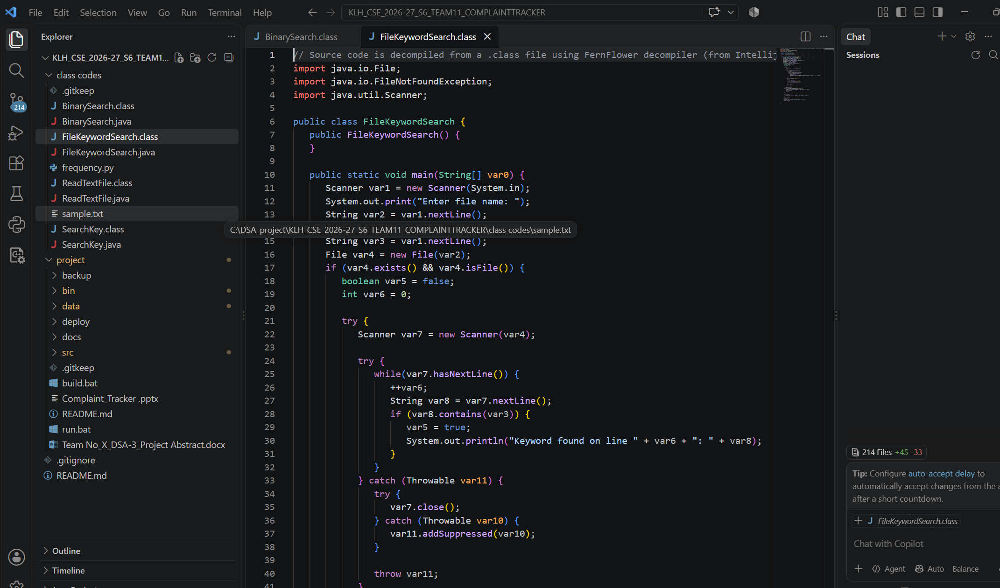 File Edit Selection View Go Run Terminal Help
KLH_CSE_2026-27_S6_TEAM11_COMPLAINTTRACKER
Explorer
KLH_CSE_2026-27_S6_TEAM1...
class codes
.gitkeep
BinarySearch.class
BinarySearch.java
FileKeywordSearch.class
FileKeywordSearch.java
frequency.py
ReadTextFile.class
ReadTextFile.java
sample.txt
SearchKey.class
SearchKey.java
project
backup
bin
data
deploy
docs
src
.gitkeep
build.bat
Complaint_Tracker .pptx
README.md
run.bat
Team No_X_DSA-3_Project Abstract.docx
.gitignore
README.md
Outline
Timeline
214
BinarySearch.class
FileKeywordSearch.class
1 // Source code is decompiled from a .class file using FernFlower decompiler (from Intellij
2 import java.io.File;
3 import java.io.FileNotFoundException;
4 import java.util.Scanner;
5
6 public class FileKeywordSearch {
7 public FileKeywordSearch() {
8 }
9
10 public static void main(String[] var0) {
11 Scanner var1 = new Scanner(System.in);
12 System.out.print("Enter file name: ");
13 String var2 = var1.nextLine();
C:\DSA_project\KLH_CSE_2026-27_S6_TEAM11_COMPLAINTTRACKER\class codes\sample.txt
15 String var3 = var1.nextLine();
16 File var4 = new File(var2);
17 if (var4.exists() && var4.isFile()) {
18 boolean var5 = false;
19 int var6 = 0;
20
21 try {
22 Scanner var7 = new Scanner(var4);
23
24 try {
25 while(var7.hasNextLine()) {
26 ++var6;
27 String var8 = var7.nextLine();
28 if (var8.contains(var3)) {
29 var5 = true;
30 System.out.println("Keyword found on line " + var6 + ": " + var8);
31 }
32 }
33 } catch (Throwable var11) {
34 try {
35 var7.close();
36 } catch (Throwable var10) {
37 var11.addSuppressed(var10);
38 }
39
40 throw var11;
41 }
Chat
Sessions
214 Files +45 -33
Tip: Configure auto-accept delay to
automatically accept changes from the
after a short countdown.
FileKeywordSearch.class
Chat with Copilot
Agent Auto Balance